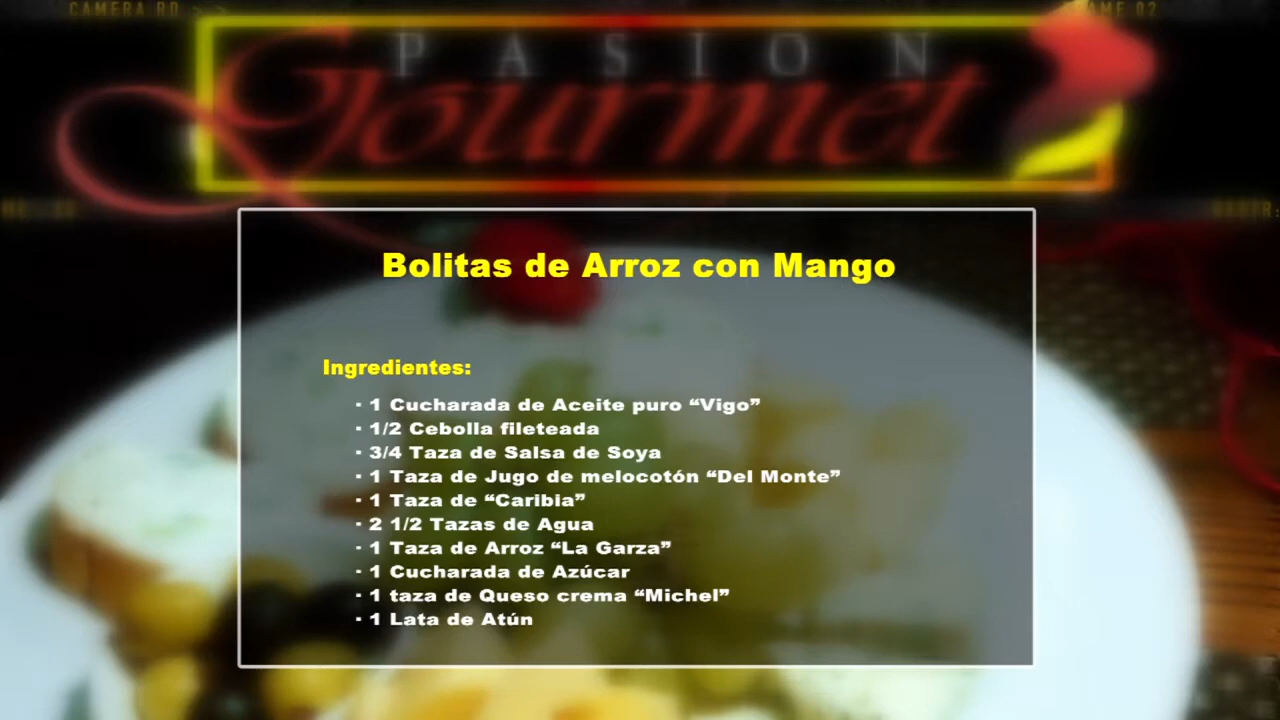 CAMERA RD > >
PASION
Gourmet
Bolitas de Arroz con Mango
Ingredientes:
· 1 Cucharada de Aceite puro “Vigo”
· 1/2 Cebolla fileteada
· 3/4 Taza de Salsa de Soya
· 1 Taza de Jugo de melocotón “Del Monte”
· 1 Taza de “Caribia”
· 2 1/2 Tazas de Agua
· 1 Taza de Arroz “La Garza”
· 1 Cucharada de Azúcar
· 1 taza de Queso crema “Michel”
· 1 Lata de Atún